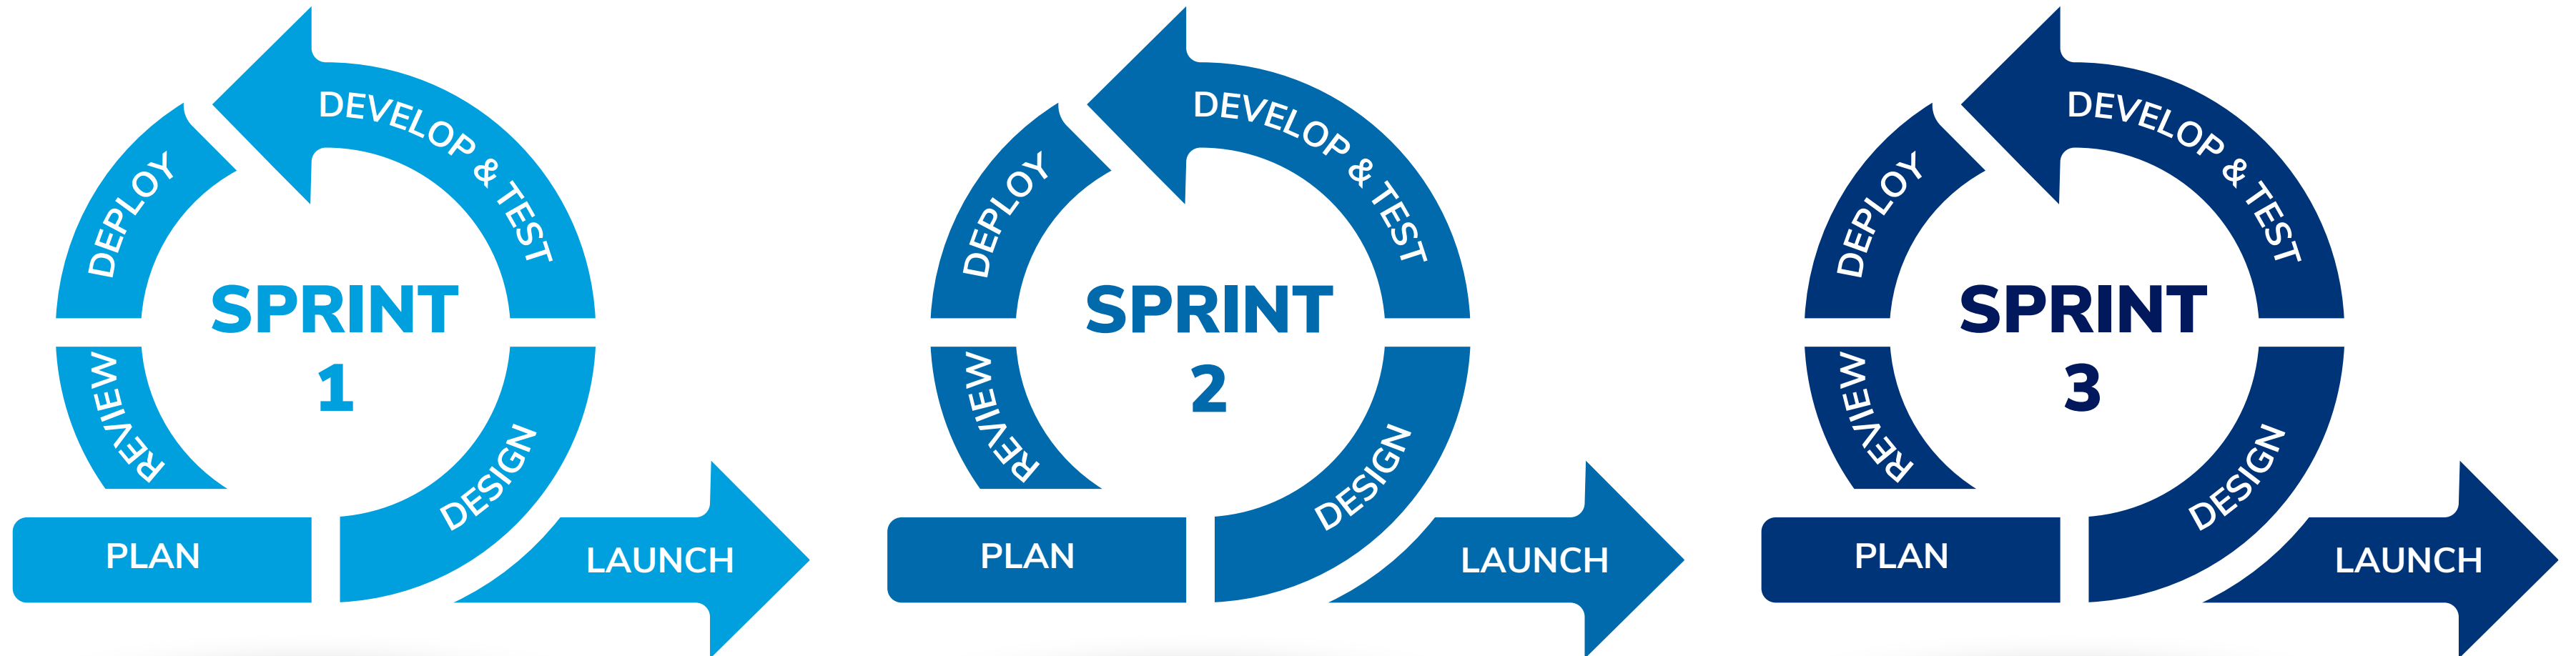 DEVELOP & TEST
DEPLOY
SPRINT
1
REVIEW
DESIGN
PLAN
LAUNCH
DEVELOP & TEST
DEPLOY
SPRINT
2
REVIEW
DESIGN
PLAN
LAUNCH
DEVELOP & TEST
DEPLOY
SPRINT
3
REVIEW
DESIGN
PLAN
LAUNCH